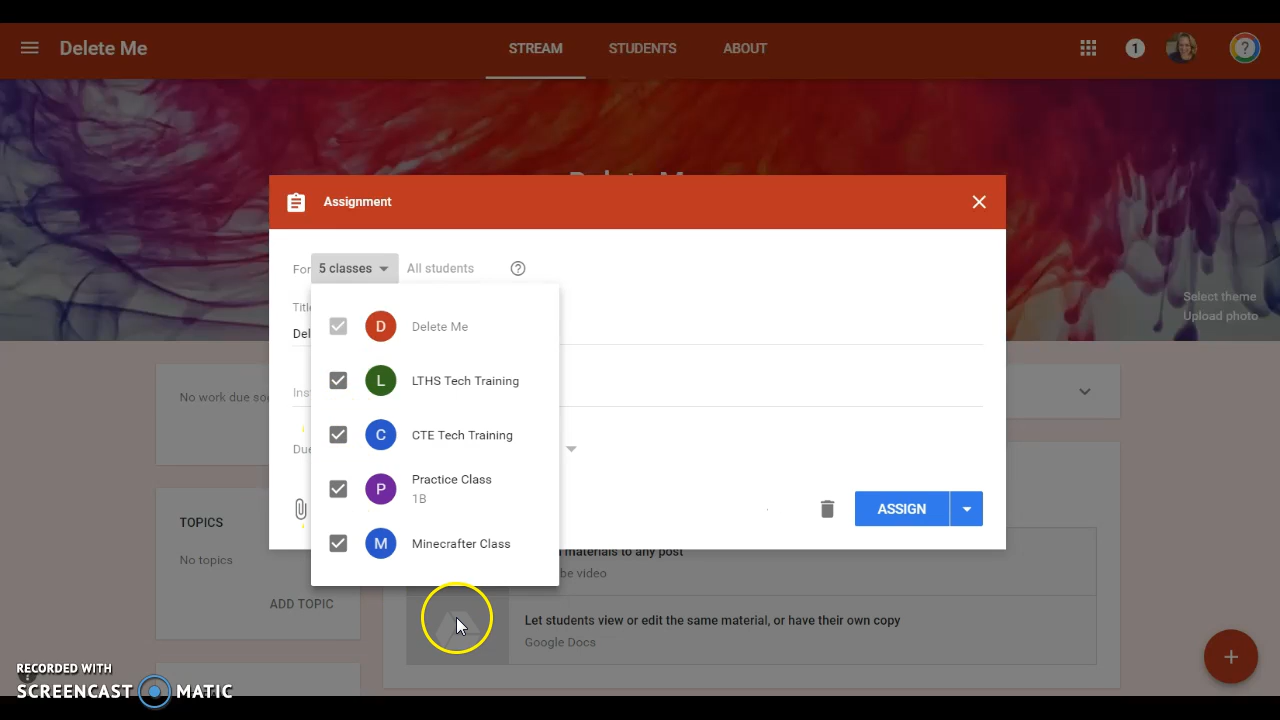 Delete Me
STREAM
STUDENTS
ABOUT
1
?
Select theme
Upload photo
Assignment
For
5 classes
All students
?
Title
Del
D
Delete Me
L
LTHS Tech Training
C
CTE Tech Training
P
Practice Class
1B
M
Minecrafter Class
Due
ASSIGN
No work due soo
TOPICS
No topics
ADD TOPIC
materials to any post
be video
Let students view or edit the same material, or have their own copy
Google Docs
RECORDED WITH
SCREENCAST MATIC